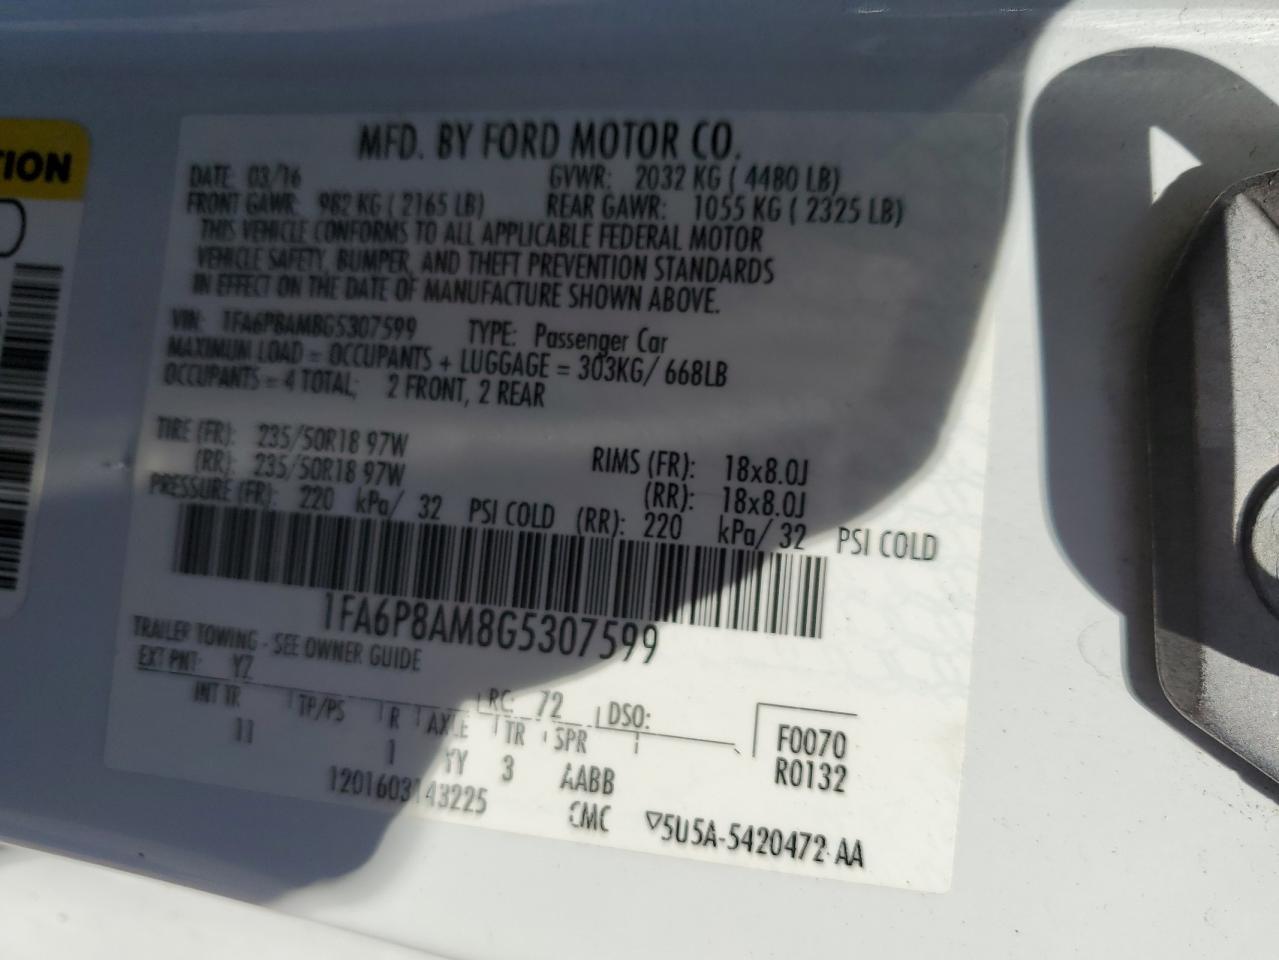 TION
MFD. BY FORD MOTOR CO.
DATE: 03/16 GVWR: 2032 KG ( 4480 LB)
FRONT GAWR: 982 KG ( 2165 LB) REAR GAWR: 1055 KG ( 2325 LB)
THIS VEHICLE CONFORMS TO ALL APPLICABLE FEDERAL MOTOR
VEHICLE SAFETY, BUMPER, AND THEFT PREVENTION STANDARDS
IN EFFECT ON THE DATE OF MANUFACTURE SHOWN ABOVE.
VIN: 1FA6P8AM8G5307599 TYPE: Passenger Car
MAXIMUM LOAD = OCCUPANTS + LUGGAGE = 303KG/ 668LB
OCCUPANTS = 4 TOTAL; 2 FRONT, 2 REAR
TIRE (FR): 235/50R18 97W RIMS (FR): 18x8.0J
(RR): 235/50R18 97W (RR): 18x8.0J
PRESSURE (FR): 220 kPa/ 32 PSI COLD (RR): 220 kPa/ 32 PSI COLD
1FA6P8AM8G5307599
TRAILER TOWING - SEE OWNER GUIDE
EXT PNT: YZ RC: 72 DSO:
INT TR TP/PS R AXLE TR SPR F0070
11 1 YY 3 AABB R0132
1201603143225 CMC ▽5U5A-5420472-AA